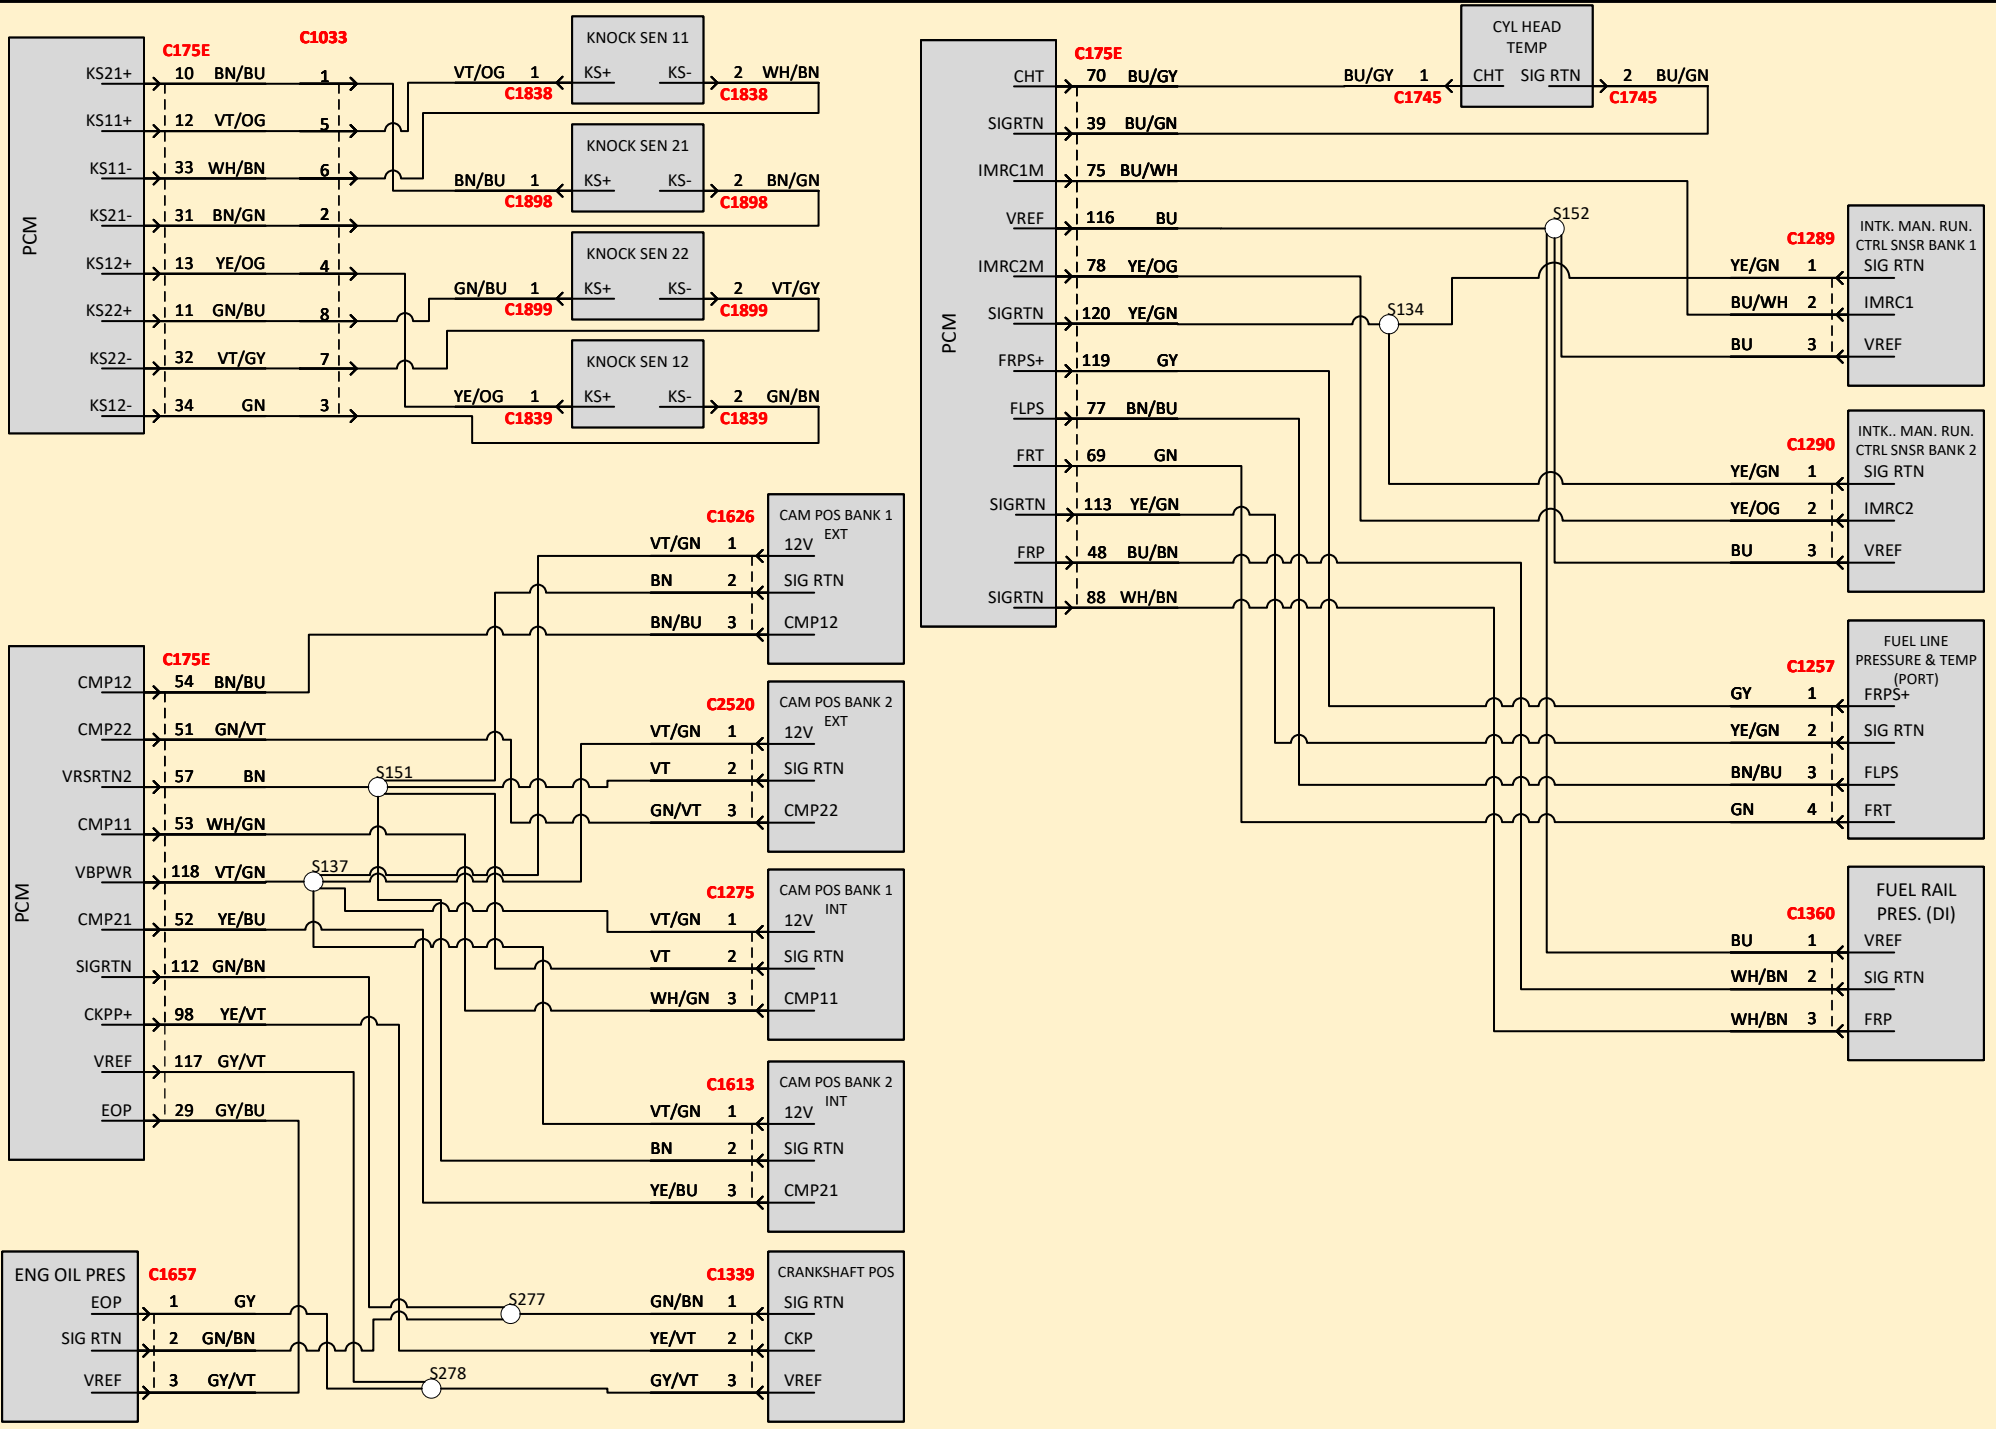 PCM
C175E
C1033
KS21+ 10 BN/BU 1
KS11+ 12 VT/OG 5
KS11- 33 WH/BN 6
KS21- 31 BN/GN 2
KS12+ 13 YE/OG 4
KS22+ 11 GN/BU 8
KS22- 32 VT/GY 7
KS12- 34 GN 3
KNOCK SEN 11
VT/OG 1 KS+ KS- 2 WH/BN
C1838 C1838
KNOCK SEN 21
BN/BU 1 KS+ KS- 2 BN/GN
C1898 C1898
KNOCK SEN 22
GN/BU 1 KS+ KS- 2 VT/GY
C1899 C1899
KNOCK SEN 12
YE/OG 1 KS+ KS- 2 GN/BN
C1839 C1839
PCM
C175E
CMP12 54 BN/BU
CMP22 51 GN/VT
VRSRTN2 57 BN
S151
CMP11 53 WH/GN
VBPWR 118 VT/GN
S137
CMP21 52 YE/BU
SIGRTN 112 GN/BN
CKPP+ 98 YE/VT
VREF 117 GY/VT
EOP 29 GY/BU
C1626
CAM POS BANK 1
EXT
VT/GN 1 12V
BN 2 SIG RTN
BN/BU 3 CMP12
C2520
CAM POS BANK 2
EXT
VT/GN 1 12V
VT 2 SIG RTN
GN/VT 3 CMP22
C1275
CAM POS BANK 1
INT
VT/GN 1 12V
VT 2 SIG RTN
WH/GN 3 CMP11
C1613
CAM POS BANK 2
INT
VT/GN 1 12V
BN 2 SIG RTN
YE/BU 3 CMP21
ENG OIL PRES
C1657
EOP 1 GY
SIG RTN 2 GN/BN
VREF 3 GY/VT
S277
S278
C1339
CRANKSHAFT POS
GN/BN 1 SIG RTN
YE/VT 2 CKP
GY/VT 3 VREF
PCM
C175E
CHT 70 BU/GY
SIGRTN 39 BU/GN
IMRC1M 75 BU/WH
VREF 116 BU
IMRC2M 78 YE/OG
SIGRTN 120 YE/GN
FRPS+ 119 GY
FLPS 77 BN/BU
FRT 69 GN
SIGRTN 113 YE/GN
FRP 48 BU/BN
SIGRTN 88 WH/BN
CYL HEAD
TEMP
BU/GY 1 CHT SIG RTN 2 BU/GN
C1745 C1745
S152
S134
C1289
INTK. MAN. RUN.
CTRL SNSR BANK 1
YE/GN 1 SIG RTN
BU/WH 2 IMRC1
BU 3 VREF
C1290
INTK.. MAN. RUN.
CTRL SNSR BANK 2
YE/GN 1 SIG RTN
YE/OG 2 IMRC2
BU 3 VREF
C1257
FUEL LINE
PRESSURE & TEMP
(PORT)
GY 1 FRPS+
YE/GN 2 SIG RTN
BN/BU 3 FLPS
GN 4 FRT
C1360
FUEL RAIL
PRES. (DI)
BU 1 VREF
WH/BN 2 SIG RTN
WH/BN 3 FRP